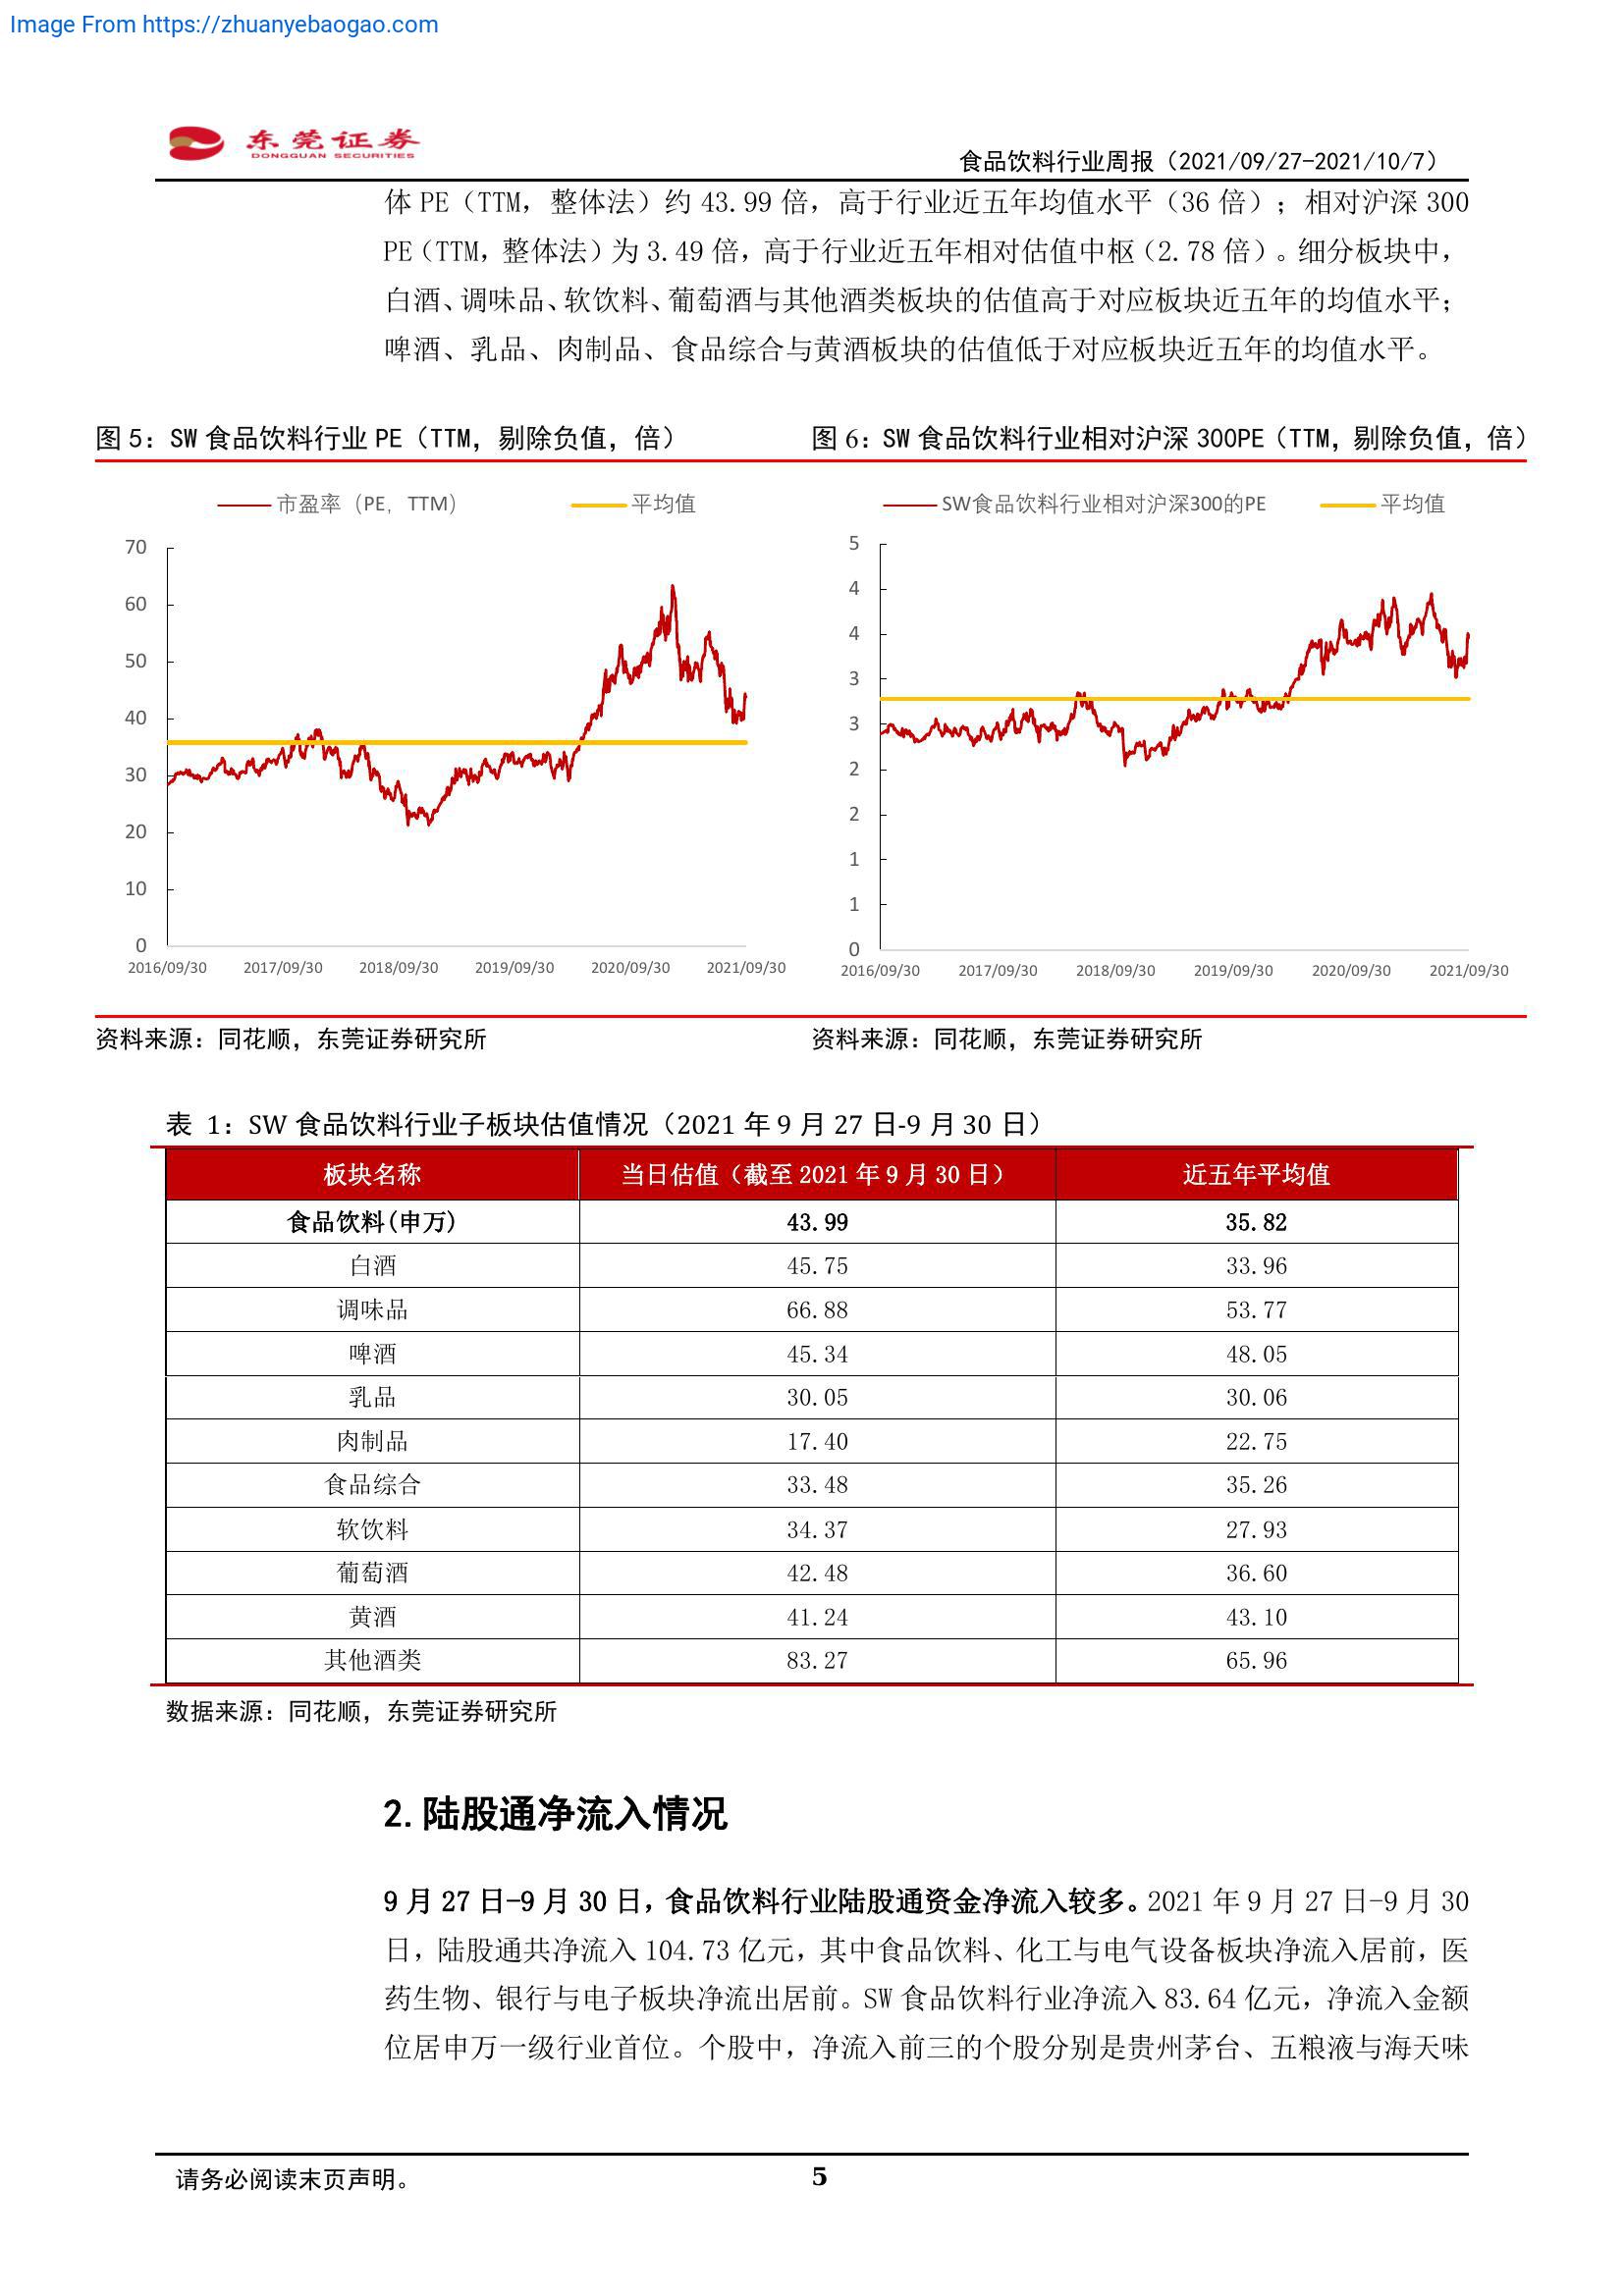 Image From https://zhuanyebaogao.com
东莞证券
DONGGUAN SECURITIES
食品饮料行业周报（2021/09/27-2021/10/7）
体 PE（TTM，整体法）约 43.99 倍，高于行业近五年均值水平（36 倍）；相对沪深 300
PE（TTM，整体法）为 3.49 倍，高于行业近五年相对估值中枢（2.78 倍）。细分板块中，
白酒、调味品、软饮料、葡萄酒与其他酒类板块的估值高于对应板块近五年的均值水平；
啤酒、乳品、肉制品、食品综合与黄酒板块的估值低于对应板块近五年的均值水平。
图 5：SW 食品饮料行业 PE（TTM，剔除负值，倍）
市盈率（PE，TTM） 平均值
70
60
50
40
30
20
10
0
2016/09/30 2017/09/30 2018/09/30 2019/09/30 2020/09/30 2021/09/30
资料来源：同花顺，东莞证券研究所
图 6：SW 食品饮料行业相对沪深 300PE（TTM，剔除负值，倍）
SW食品饮料行业相对沪深300的PE 平均值
5
4
4
3
3
2
2
1
1
0
2016/09/30 2017/09/30 2018/09/30 2019/09/30 2020/09/30 2021/09/30
资料来源：同花顺，东莞证券研究所
表 1：SW 食品饮料行业子板块估值情况（2021 年 9 月 27 日-9 月 30 日）
板块名称 当日估值（截至 2021 年 9 月 30 日） 近五年平均值
食品饮料(申万) 43.99 35.82
白酒 45.75 33.96
调味品 66.88 53.77
啤酒 45.34 48.05
乳品 30.05 30.06
肉制品 17.40 22.75
食品综合 33.48 35.26
软饮料 34.37 27.93
葡萄酒 42.48 36.60
黄酒 41.24 43.10
其他酒类 83.27 65.96
数据来源：同花顺，东莞证券研究所
2.陆股通净流入情况
9 月 27 日-9 月 30 日，食品饮料行业陆股通资金净流入较多。2021 年 9 月 27 日-9 月 30
日，陆股通共净流入 104.73 亿元，其中食品饮料、化工与电气设备板块净流入居前，医
药生物、银行与电子板块净流出居前。SW 食品饮料行业净流入 83.64 亿元，净流入金额
位居申万一级行业首位。个股中，净流入前三的个股分别是贵州茅台、五粮液与海天味
请务必阅读末页声明。
5